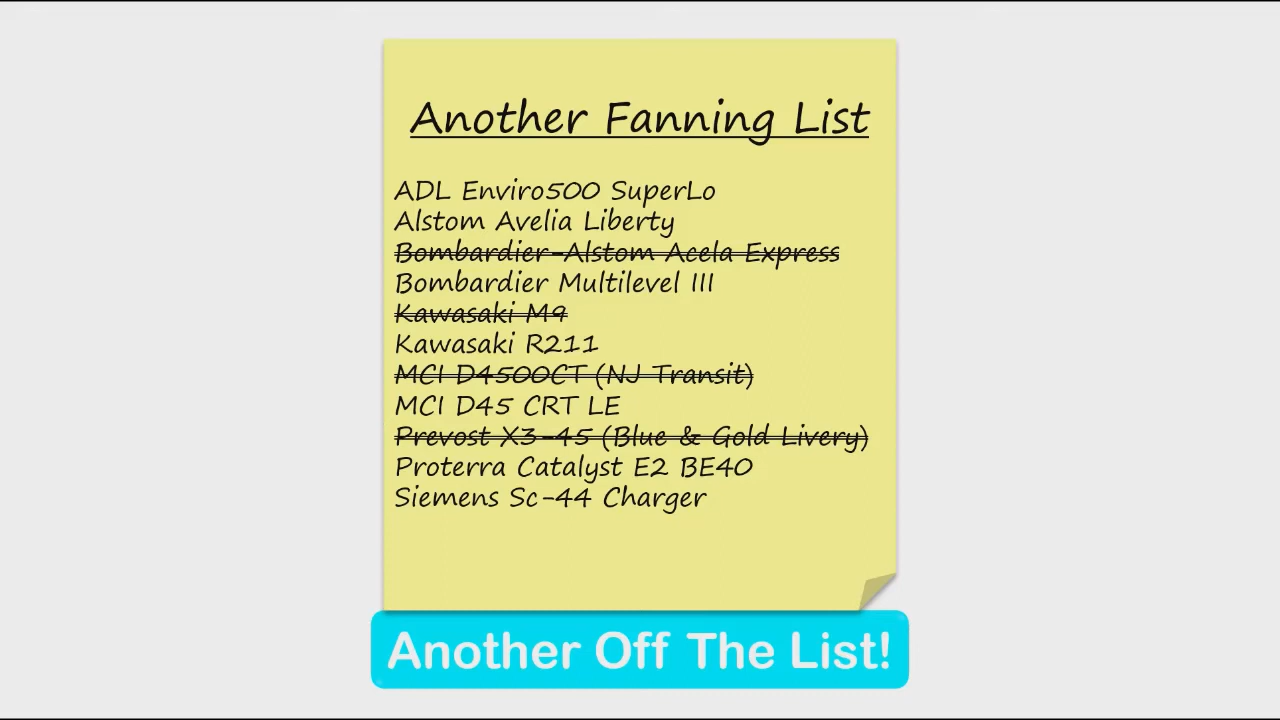 Another Fanning List
ADL Enviro500 SuperLo
Alstom Avelia Liberty
Bombardier-Alstom Acela Express
Bombardier Multilevel III
Kawasaki M9
Kawasaki R211
MCI D4500CT (NJ Transit)
MCI D45 CRT LE
Prevost X3-45 (Blue & Gold Livery)
Proterra Catalyst E2 BE40
Siemens Sc-44 Charger
Another Off The List!